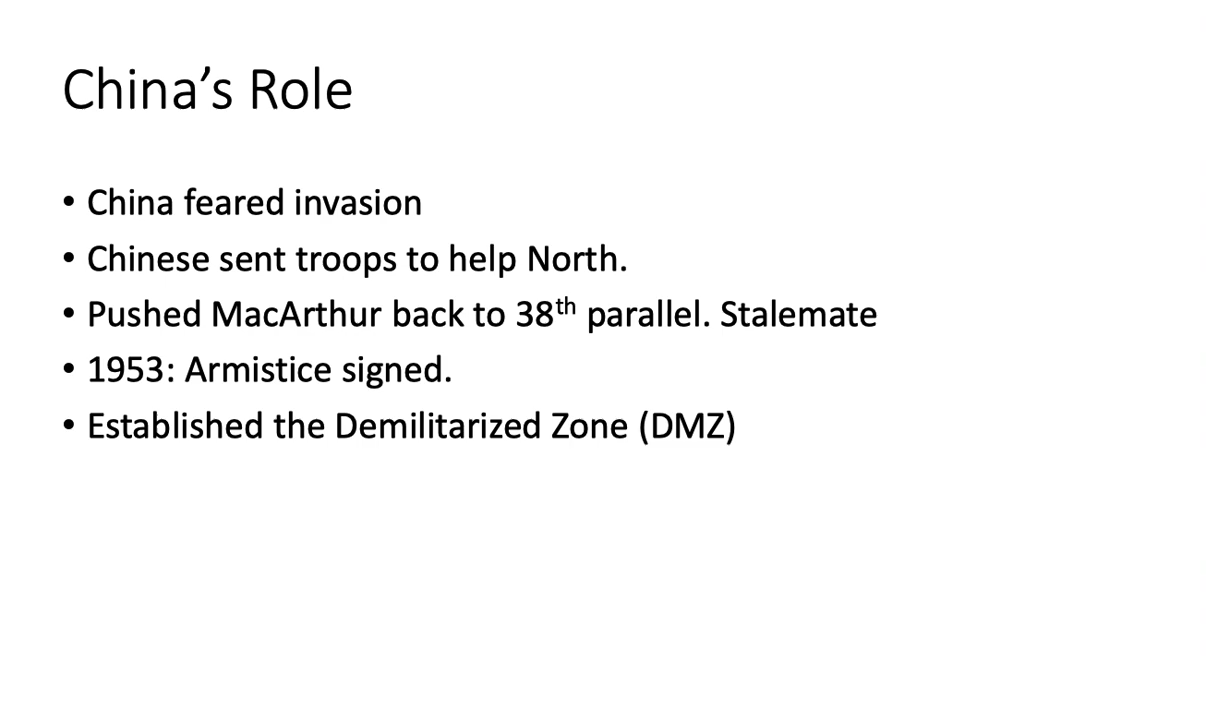 China’s Role
• China feared invasion
• Chinese sent troops to help North.
• Pushed MacArthur back to 38th parallel. Stalemate
• 1953: Armistice signed.
• Established the Demilitarized Zone (DMZ)